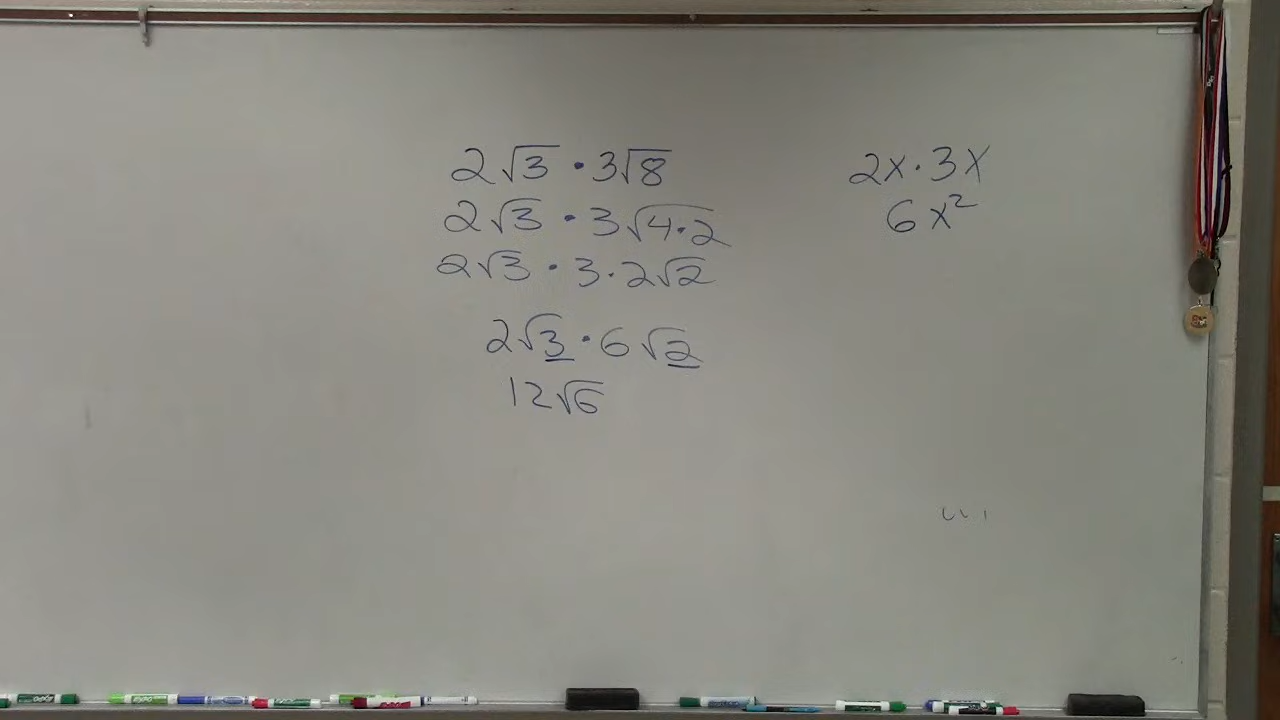 2√3 · 3√8
2√3 · 3√4·2
2√3 · 3·2√2
2√3 · 6√2
12√6
2x · 3x
6x²